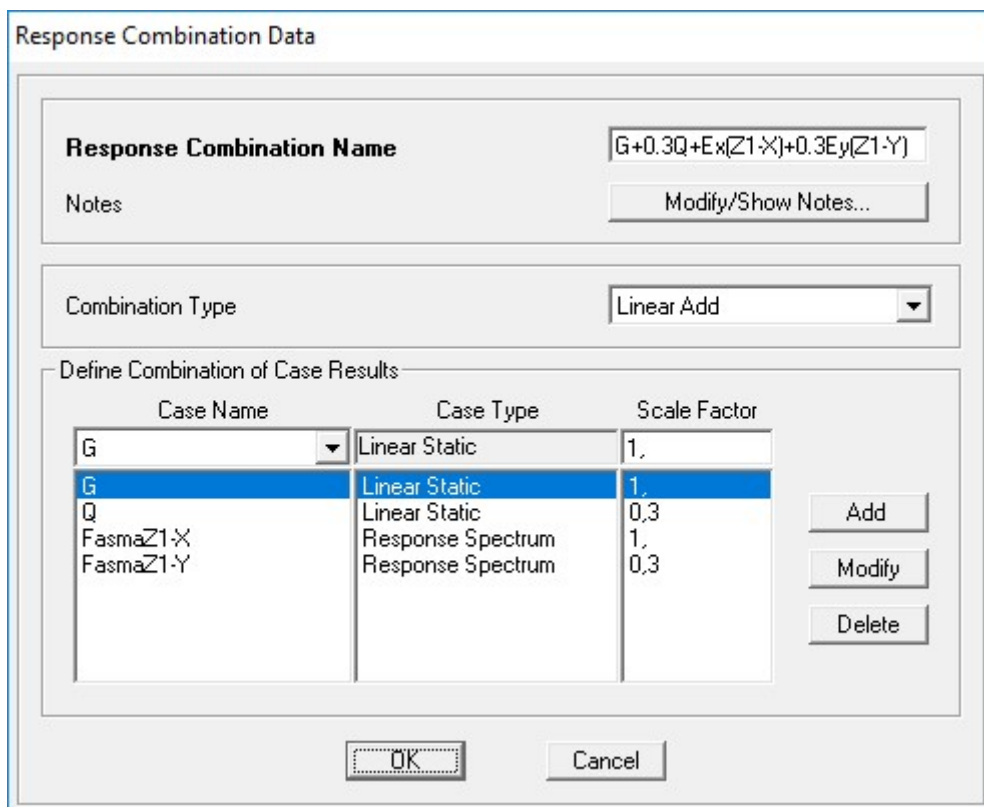 Response Combination Data
Response Combination Name G+0.3Q+Ex(Z1-X)+0.3Ey(Z1-Y)
Notes Modify/Show Notes...
Combination Type Linear Add
Define Combination of Case Results
Case Name Case Type Scale Factor
G Linear Static 1,
G Linear Static 1,
Q Linear Static 0,3
FasmaZ1-X Response Spectrum 1,
FasmaZ1-Y Response Spectrum 0,3
Add
Modify
Delete
OK Cancel